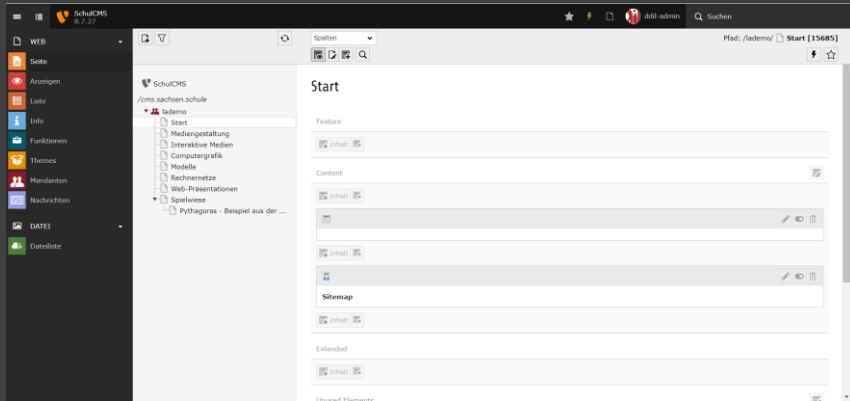 SchulCMS
8.7.27
ddil-admin
Suchen
WEB
Seite
Anzeigen
Liste
Info
Funktionen
Themes
Mandanten
Nachrichten
DATEI
Dateiliste
SchulCMS
/cms.sachsen.schule
lademo
Start
Mediengestaltung
Interaktive Medien
Computergrafik
Modelle
Rechnernetze
Web-Präsentationen
Spielwiese
Pythagoras - Beispiel aus der ...
Spalten
Pfad: /lademo/ Start [15685]
Start
Feature
Inhalt
Content
Inhalt
Inhalt
Sitemap
Inhalt
Extended
Inhalt
Unused Elements